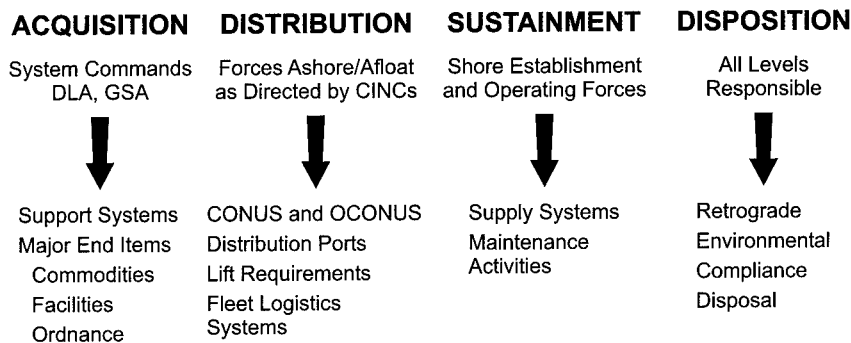 ACQUISITION
System Commands
DLA, GSA
Support Systems
Major End Items
Commodities
Facilities
Ordnance
DISTRIBUTION
Forces Ashore/Afloat
as Directed by CINCs
CONUS and OCONUS
Distribution Ports
Lift Requirements
Fleet Logistics
Systems
SUSTAINMENT
Shore Establishment
and Operating Forces
Supply Systems
Maintenance
Activities
DISPOSITION
All Levels
Responsible
Retrograde
Environmental
Compliance
Disposal